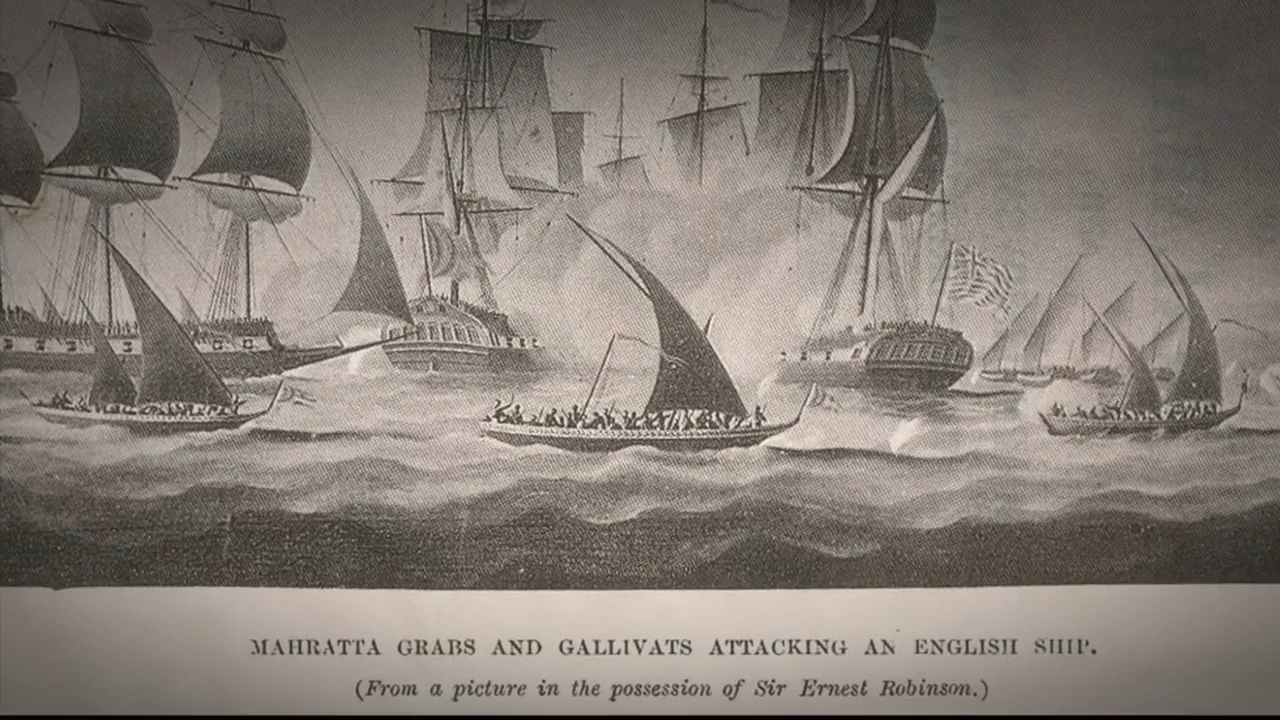 MAHRATTA GRABS AND GALLIVATS ATTACKING AN ENGLISH SHIP.
(From a picture in the possession of Sir Ernest Robinson.)